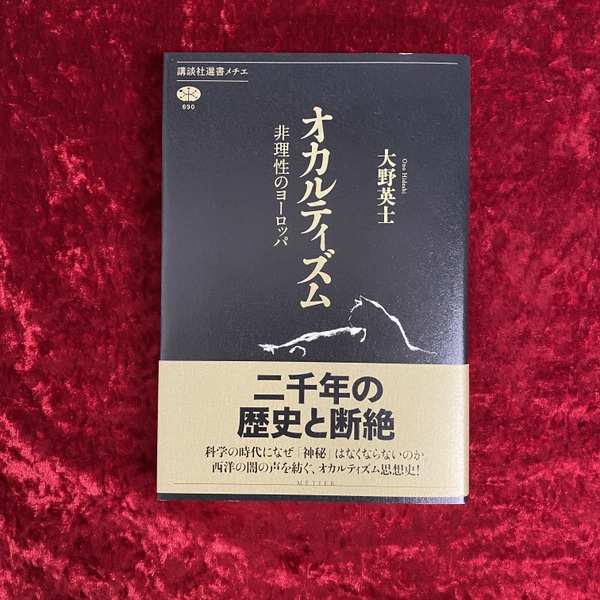 講談社選書メチエ
690
オカルティズム
非理性のヨーロッパ
大野英士
Ono Hideshi
二千年の
歴史と断絶
科学の時代になぜ「神秘」はなくならないのか
西洋の闇の声を紡ぐ、オカルティズム思想史!
MÉTIER